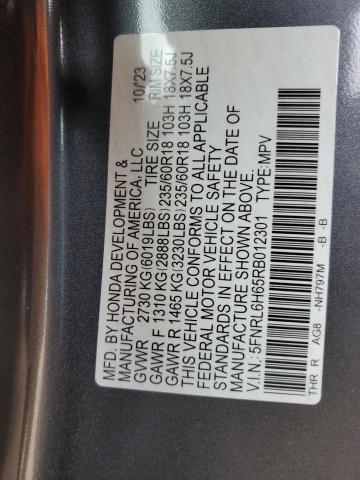 MFD. BY HONDA DEVELOPMENT &
MANUFACTURING OF AMERICA, LLC 10/'23
GVWR 2730 KG(6019LBS) TIRE SIZE RIM SIZE
GAWR F 1310 KG(2888LBS)235/60R18 103H 18X7.5J
GAWR R 1465 KG(3230LBS)235/60R18 103H 18X7.5J
THIS VEHICLE CONFORMS TO ALL APPLICABLE
FEDERAL MOTOR VEHICLE SAFETY
STANDARDS IN EFFECT ON THE DATE OF
MANUFACTURE SHOWN ABOVE.
V.I.N.:5FNRL6H65RB012301 TYPE:MPV
THR R AG8 -NH797M -B -B